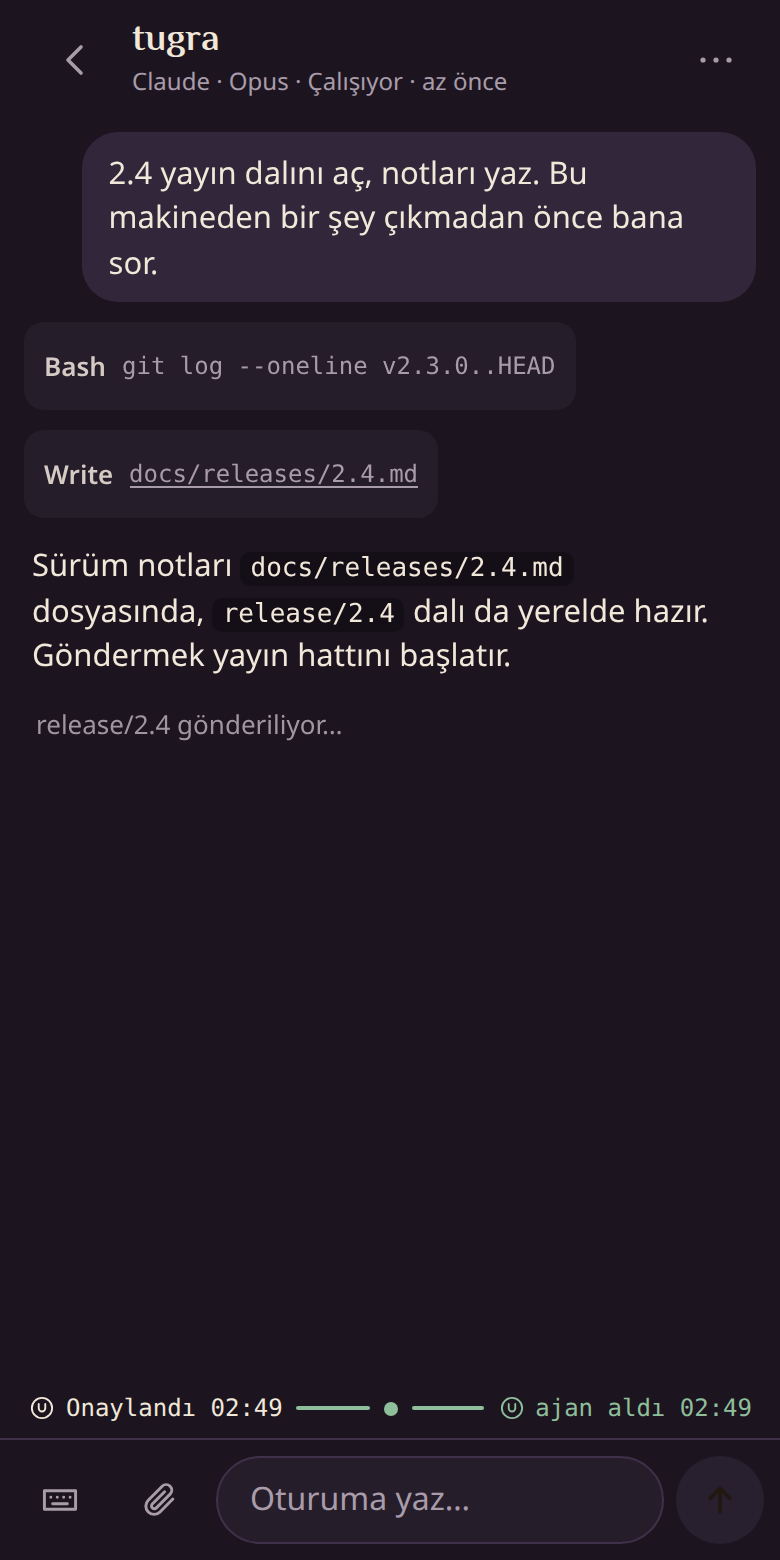 tugra
Claude · Opus · Çalışıyor · az önce
2.4 yayın dalını aç, notları yaz. Bu
makineden bir şey çıkmadan önce bana
sor.
Bash git log --oneline v2.3.0..HEAD
Write docs/releases/2.4.md
Sürüm notları docs/releases/2.4.md
dosyasında, release/2.4 dalı da yerelde hazır.
Göndermek yayın hattını başlatır.
release/2.4 gönderiliyor…
Onaylandı 02:49 ajan aldı 02:49
Oturuma yaz…